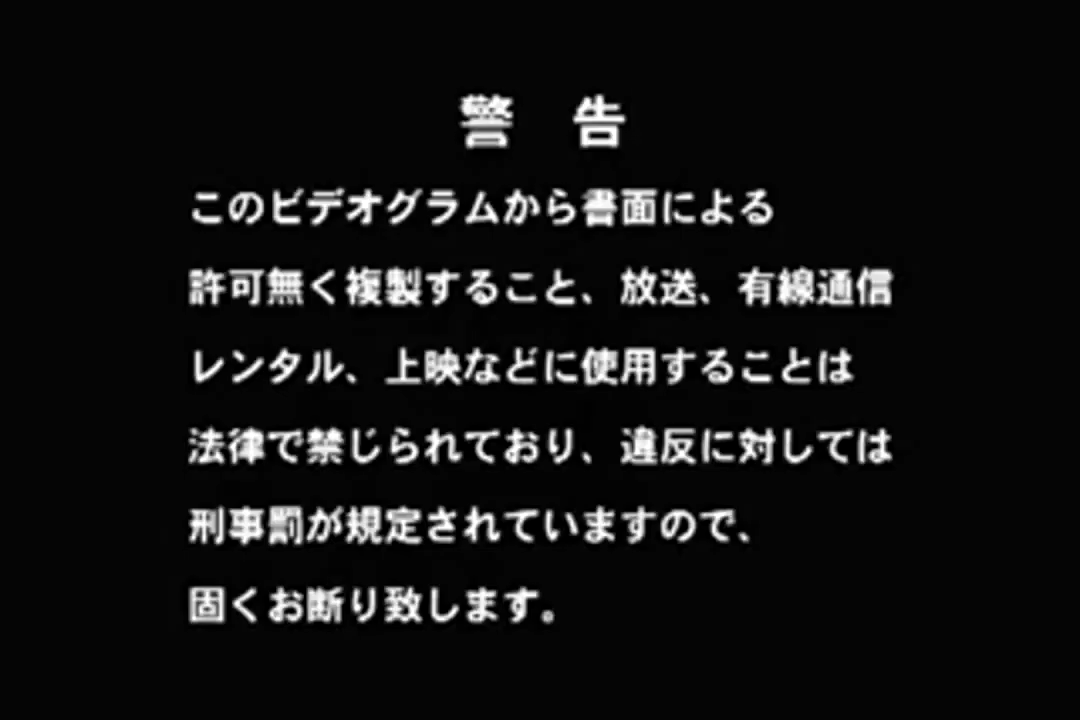 警　告
このビデオグラムから書面による
許可無く複製すること、放送、有線通信
レンタル、上映などに使用することは
法律で禁じられており、違反に対しては
刑事罰が規定されていますので、
固くお断り致します。